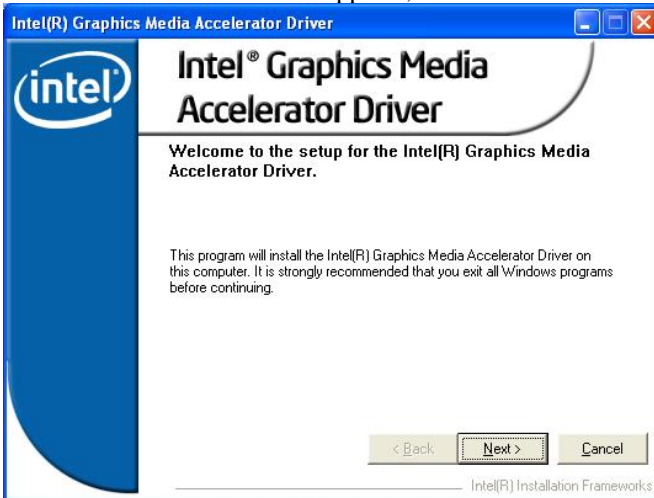 Intel(R) Graphics Media Accelerator Driver
intel
Intel® Graphics Media
Accelerator Driver
Welcome to the setup for the Intel(R) Graphics Media
Accelerator Driver.
This program will install the Intel(R) Graphics Media Accelerator Driver on
this computer. It is strongly recommended that you exit all Windows programs
before continuing.
< Back Next > Cancel
Intel(R) Installation Frameworks